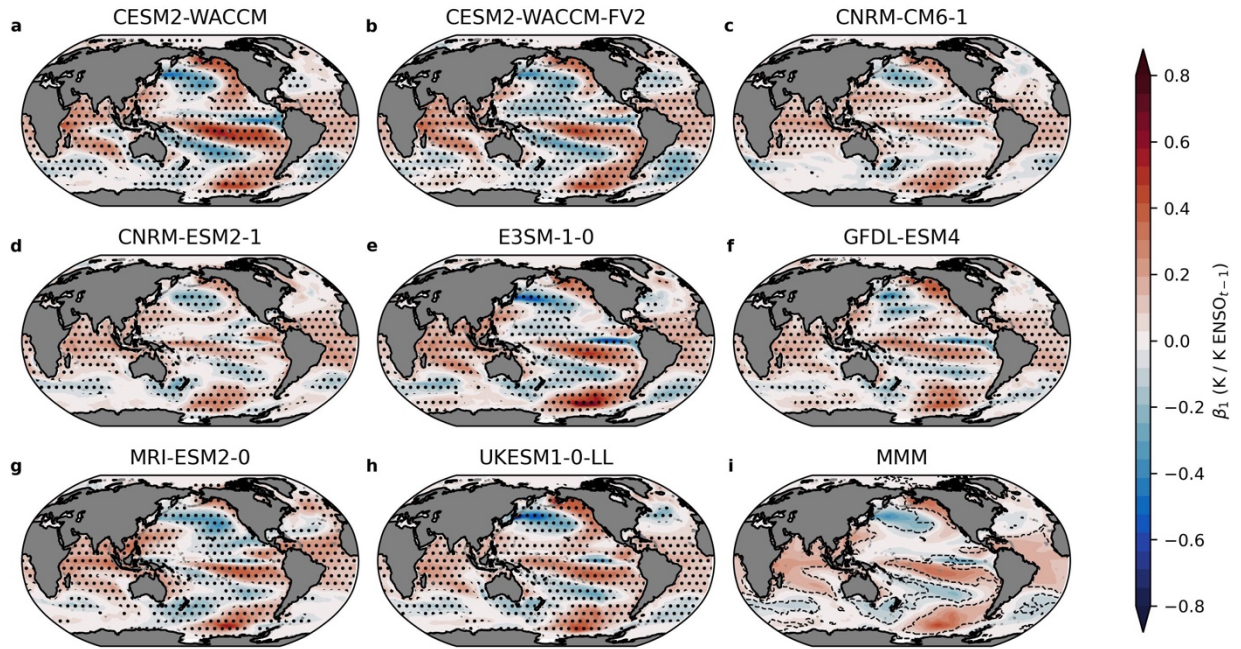 a CESM2-WACCM
b CESM2-WACCM-FV2
c CNRM-CM6-1
d CNRM-ESM2-1
e E3SM-1-0
f GFDL-ESM4
g MRI-ESM2-0
h UKESM1-0-LL
i MMM
0.8
0.6
0.4
0.2
0.0
−0.2
−0.4
−0.6
−0.8
β₁ (K / K ENSOₜ₋₁)